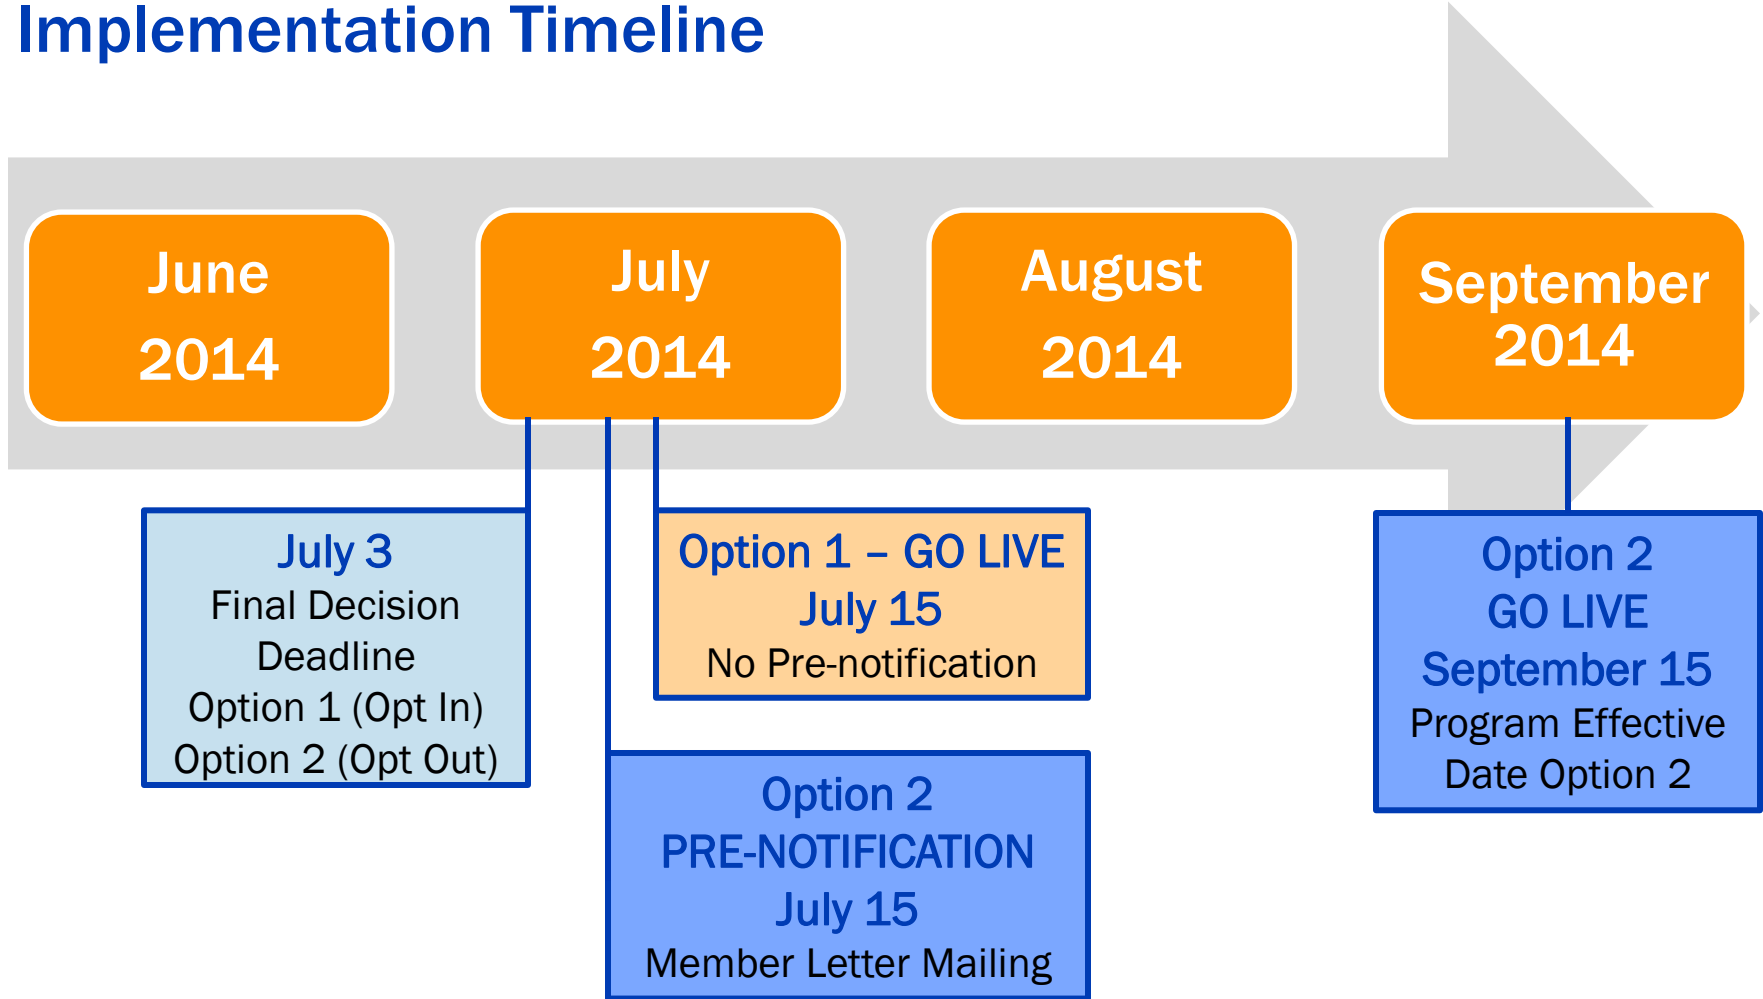 Implementation Timeline
June
2014
July
2014
August
2014
September
2014
July 3
Final Decision
Deadline
Option 1 (Opt In)
Option 2 (Opt Out)
Option 1 – GO LIVE
July 15
No Pre-notification
Option 2
PRE-NOTIFICATION
July 15
Member Letter Mailing
Option 2
GO LIVE
September 15
Program Effective
Date Option 2